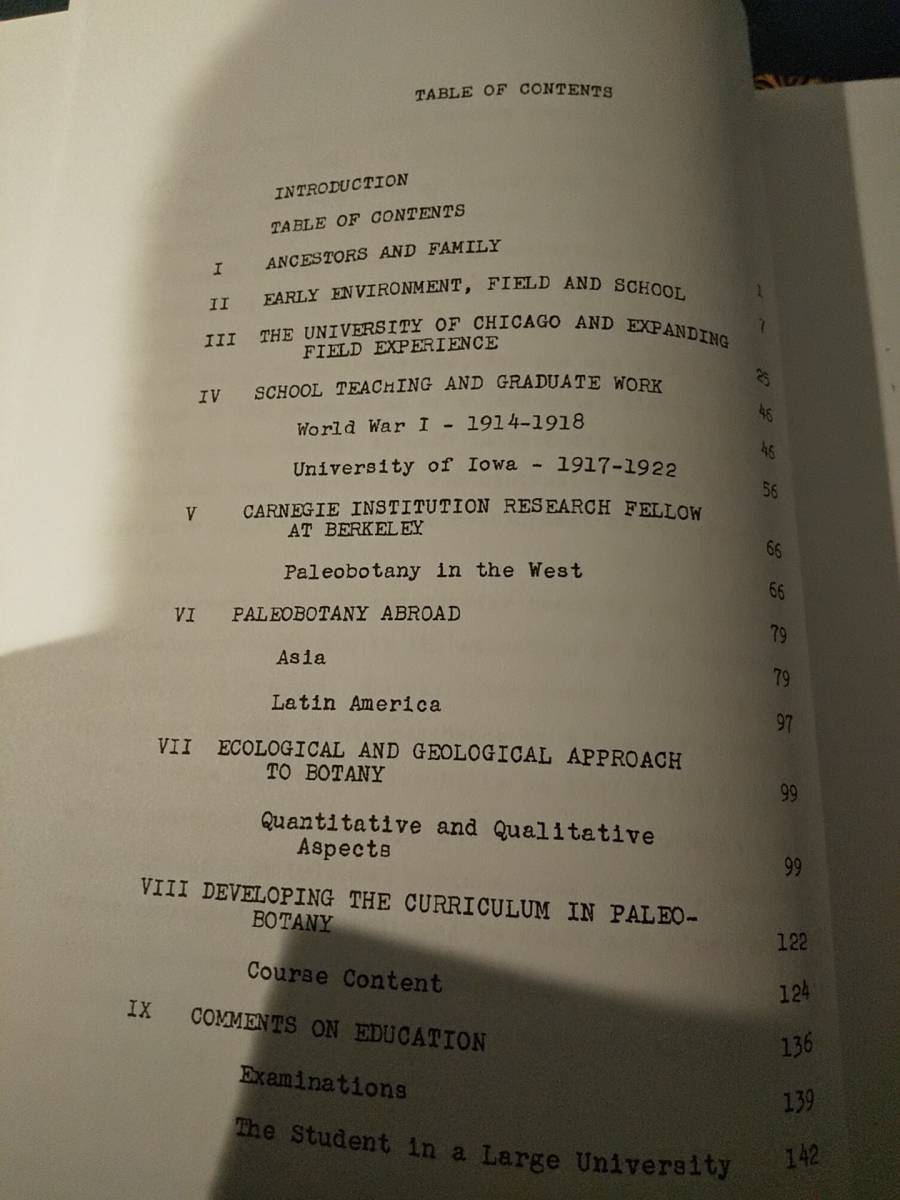 TABLE OF CONTENTS
INTRODUCTION
TABLE OF CONTENTS
I ANCESTORS AND FAMILY 1
II EARLY ENVIRONMENT, FIELD AND SCHOOL 7
III THE UNIVERSITY OF CHICAGO AND EXPANDING
FIELD EXPERIENCE 25
IV SCHOOL TEACHING AND GRADUATE WORK 46
World War I - 1914-1918 46
University of Iowa - 1917-1922 56
V CARNEGIE INSTITUTION RESEARCH FELLOW
AT BERKELEY 66
Paleobotany in the West 66
VI PALEOBOTANY ABROAD 79
Asia 79
Latin America 97
VII ECOLOGICAL AND GEOLOGICAL APPROACH
TO BOTANY 99
Quantitative and Qualitative
Aspects 99
VIII DEVELOPING THE CURRICULUM IN PALEO-
BOTANY 122
Course Content 124
IX COMMENTS ON EDUCATION 136
Examinations 139
The Student in a Large University 142